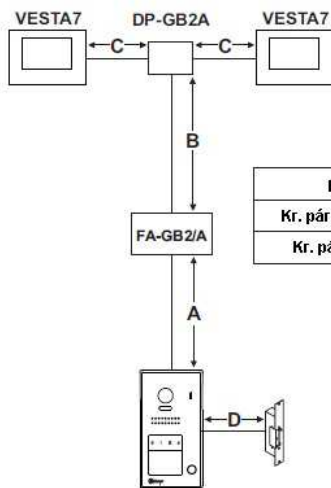 VESTA7 DP-GB2A VESTA7
C C
B
Kr. pár
FA-GB2/A
Kr. pá
A
D